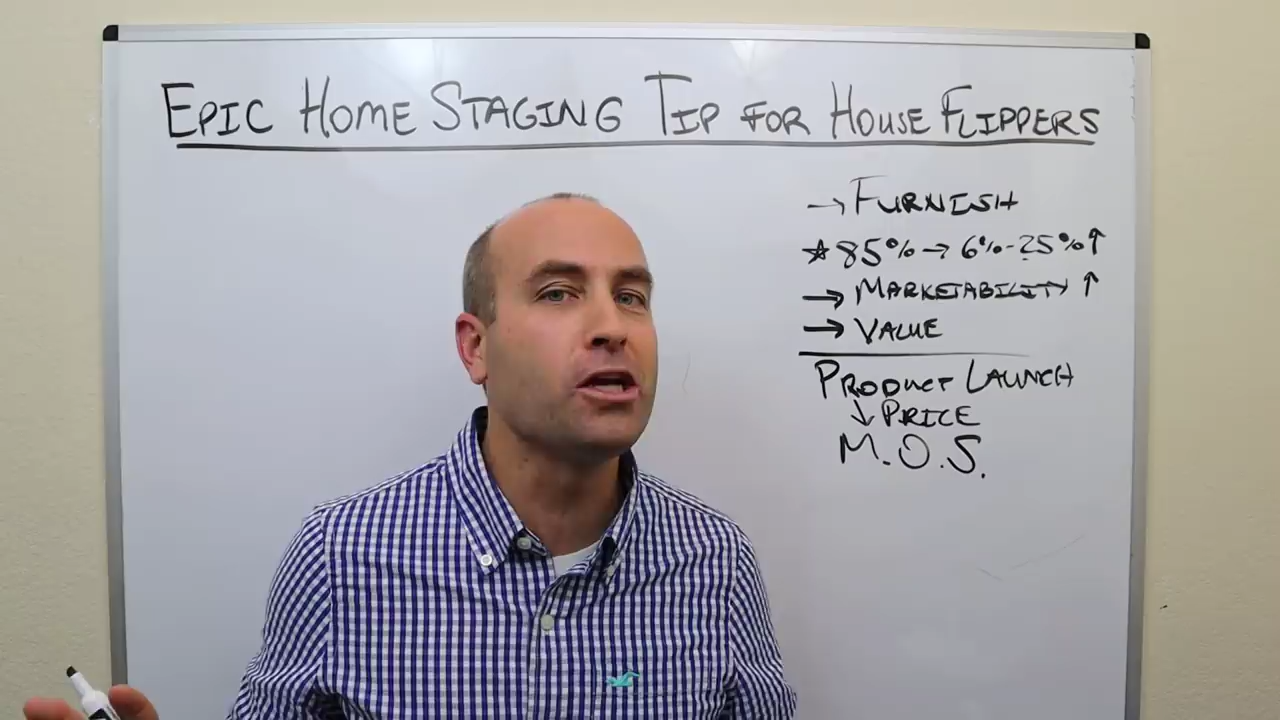 EPIC HOME STAGING TIP FOR HOUSE FLIPPERS
→ FURNISH
★ 85% → 6%-25% ↑
→ MARKETABILITY ↑
→ VALUE
PRODUCT LAUNCH
↓ PRICE
M.O.S.